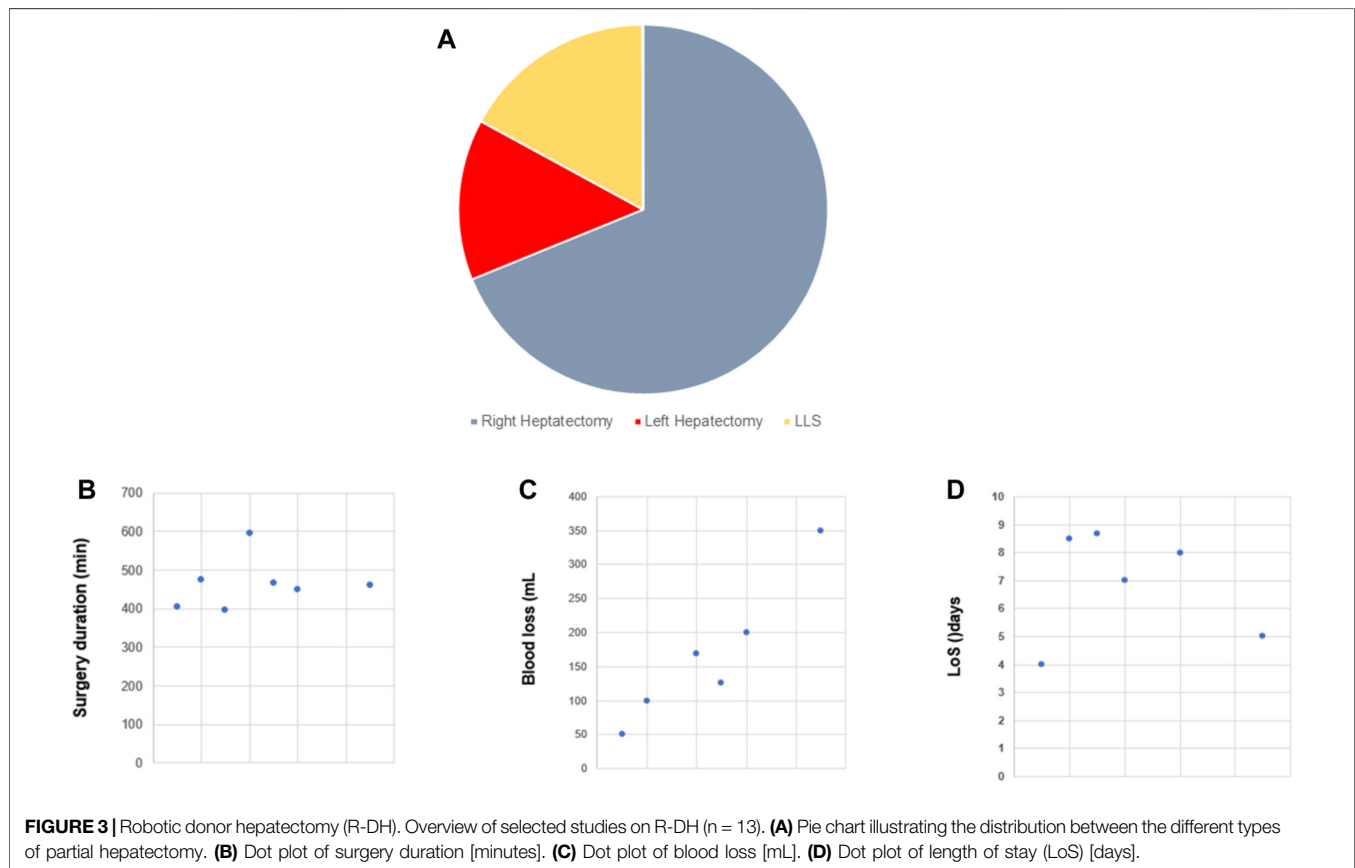 A
Right Heptatectomy Left Hepatectomy LLS
B
Surgery duration (min)
700
600
500
400
300
200
100
0
C
Blood loss (mL
400
350
300
250
200
150
100
50
0
D
LoS ()days
10
9
8
7
6
5
4
3
2
1
0
FIGURE 3 | Robotic donor hepatectomy (R-DH). Overview of selected studies on R-DH (n = 13). (A) Pie chart illustrating the distribution between the different types
of partial hepatectomy. (B) Dot plot of surgery duration [minutes]. (C) Dot plot of blood loss [mL]. (D) Dot plot of length of stay (LoS) [days].